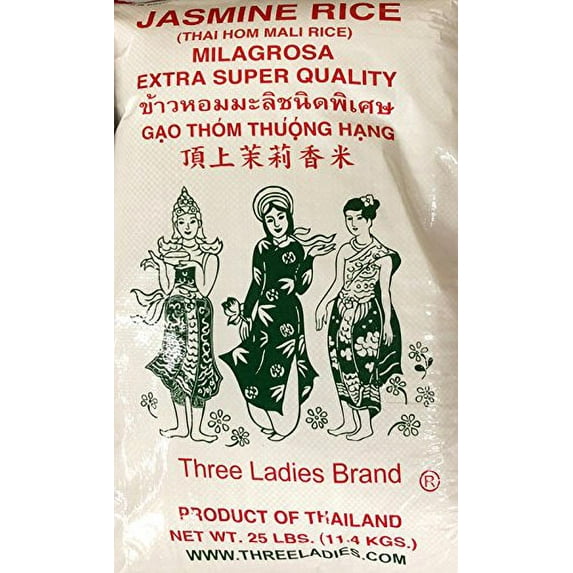 JASMINE RICE
(THAI HOM MALI RICE)
MILAGROSA
EXTRA SUPER QUALITY
ข้าวหอมมะลิชนิดพิเศษ
GẠO THÓM THƯỢNG HẠNG
頂上茉莉香米
Three Ladies Brand ®
PRODUCT OF THAILAND
NET WT. 25 LBS. (11.4 KGS.)
WWW.THREELADIES.COM